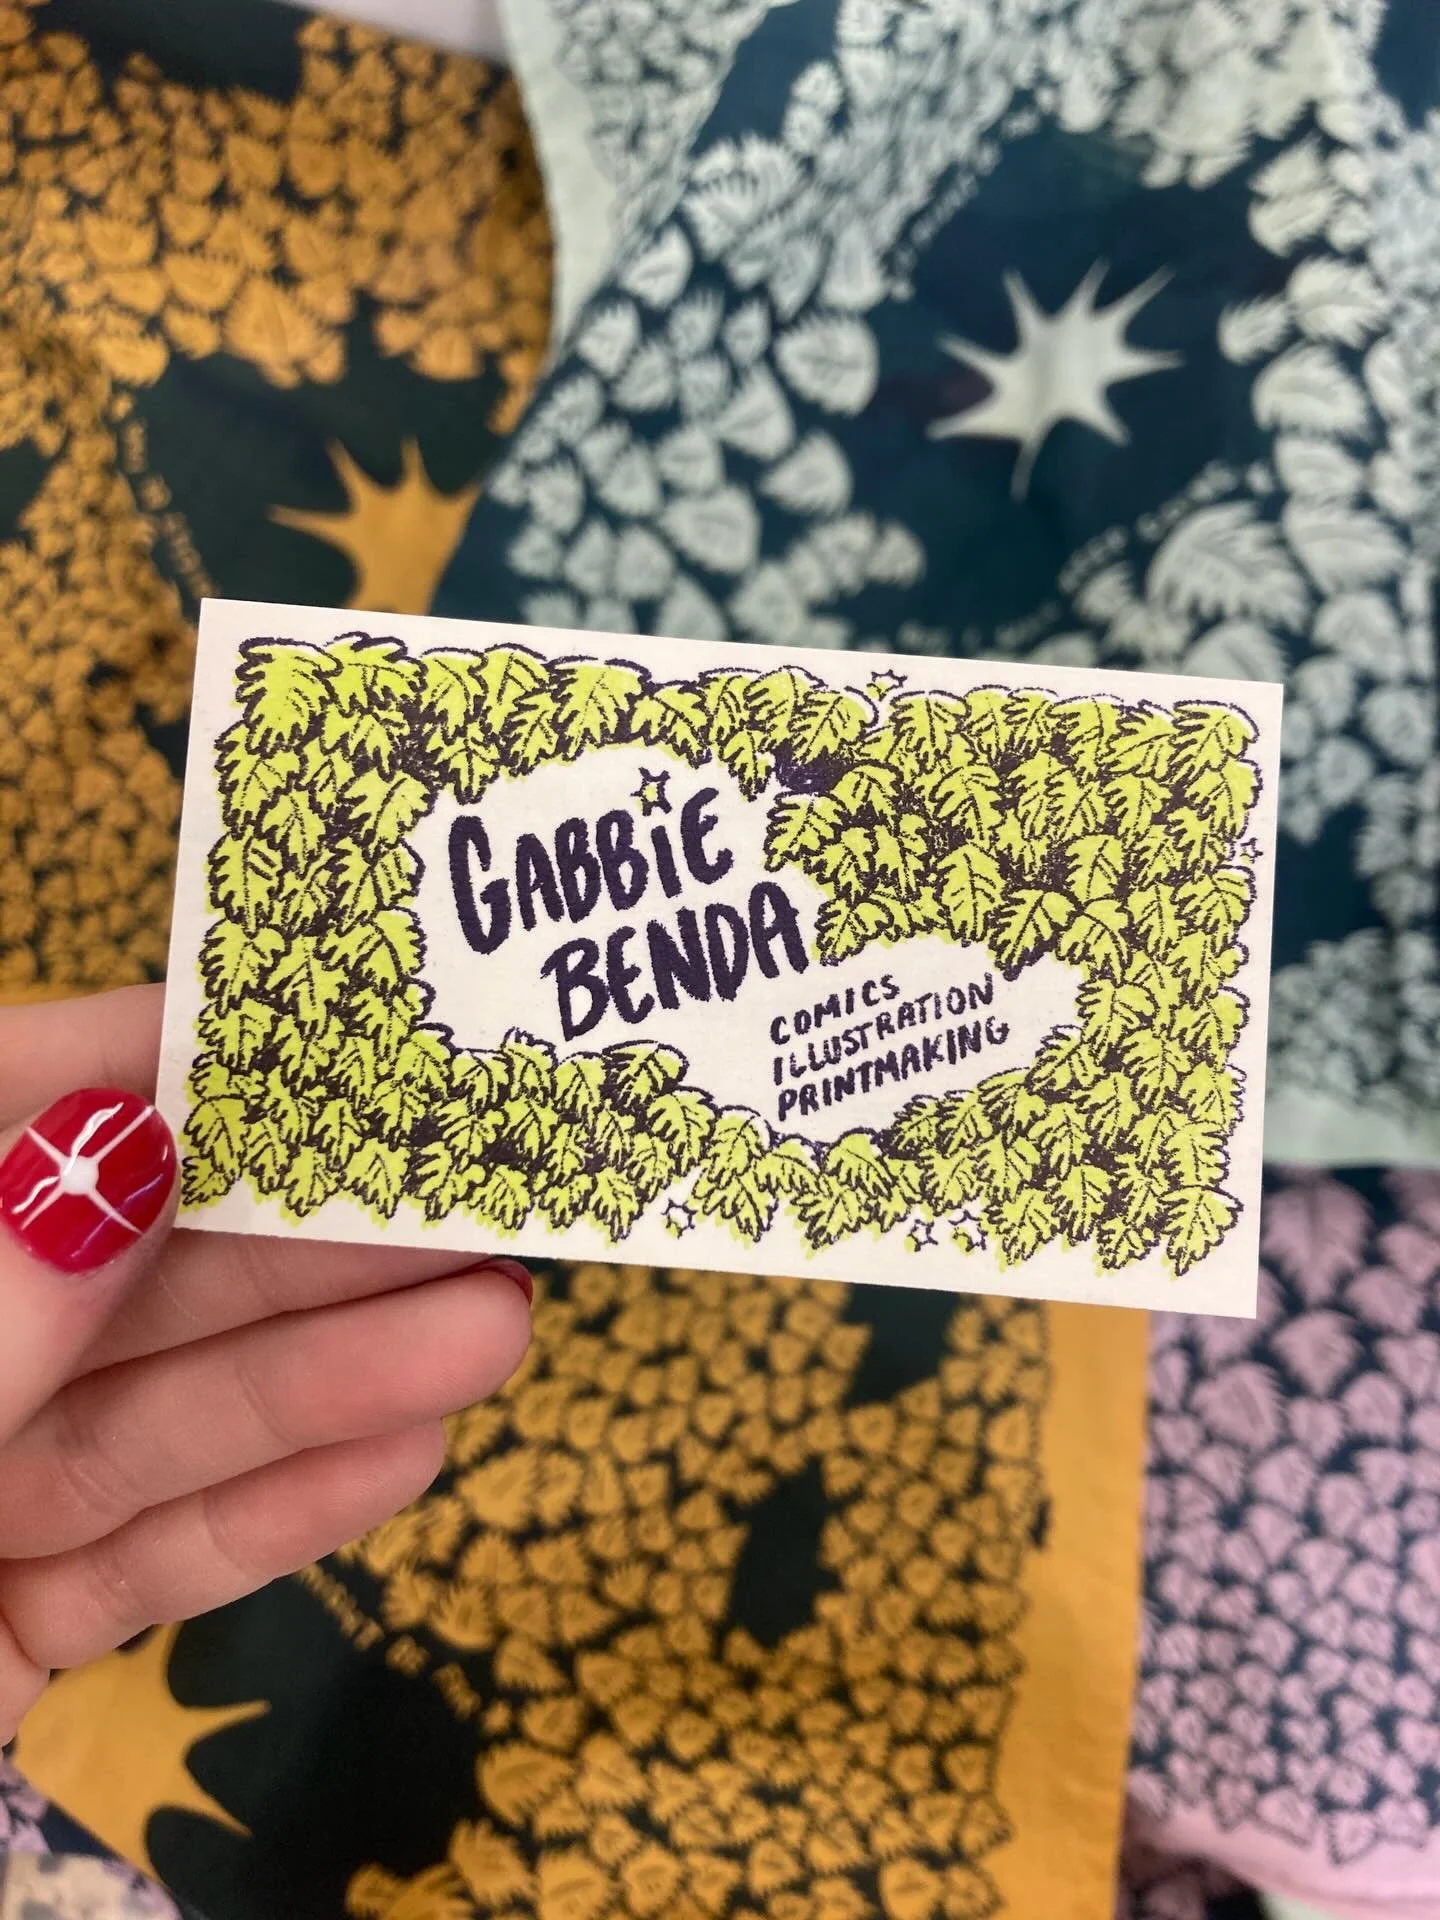 GABBiE
BENDA
COMICS
ILLUSTRATION
PRINTMAKING